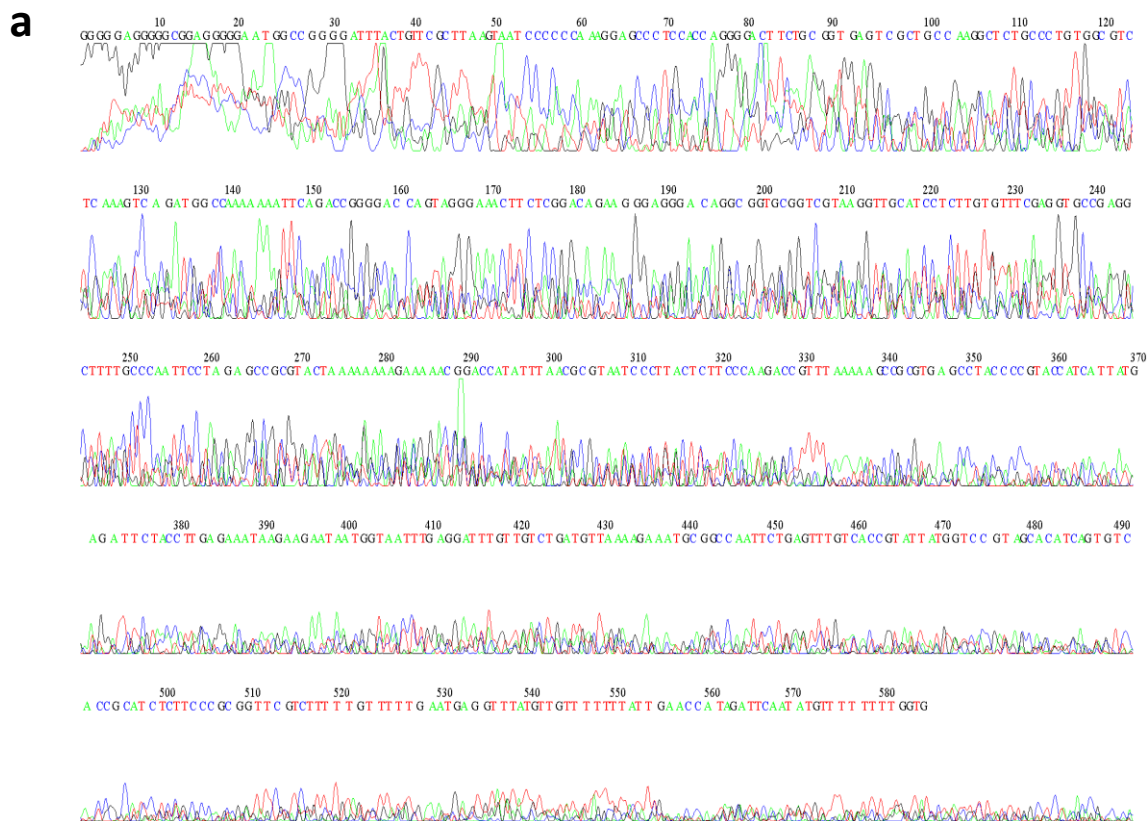 a
10 20 30 40 50 60 70 80 90 100 110 120
GGGGGAGGGGGCGGAGGGGGAATGGCCGGGGATTTACTGTTCGCTTAAGTAATCCCCCCAAAGGAGCCCTCCACCAGGGGACTTCTGCGGTGAGTCGCTGCCAAGGCTCTGCCCTGTGGCGTC
130 140 150 160 170 180 190 200 210 220 230 240
TCAAAGTCAGATGGCCAAAAAAATTCAGACCGGGGACCAGTAGGGAAACTTCTCGGACAGAAGGGAGGGACAGGCGGTGCGGTCGTAAGGTTGCATCCTCTTGTGTTTCGAGGTGCCGAGG
250 260 270 280 290 300 310 320 330 340 350 360 370
CTTTTGCCCAATTCCTAGAGCCGCGTACTAAAAAAAAGAAAAACGGACCATATTTAACGCGTAATCCCTTACTCTTCCCAAGACCGTTTAAAAAGCCGCGTGAGCCTACCCCGTACCATCATTATG
380 390 400 410 420 430 440 450 460 470 480 490
AGATTCTACCTTGAGAAATAAGAAGAATAATGGTAATTTGAGGATTTGTTGTCTGATGTTAAAAGAAATGCGGCCAATTCTGAGTTTGTCACCGTATTATGGTCCGTAGCACATCAGTGTC
500 510 520 530 540 550 560 570 580
ACCGCATCTCTTCCCGCGGTTCGTCTTTTTGTTTTTGAATGAGGTTTATGTTGTTTTTTTATTGAACCATAGATTCAATATGTTTTTTTTGGTG